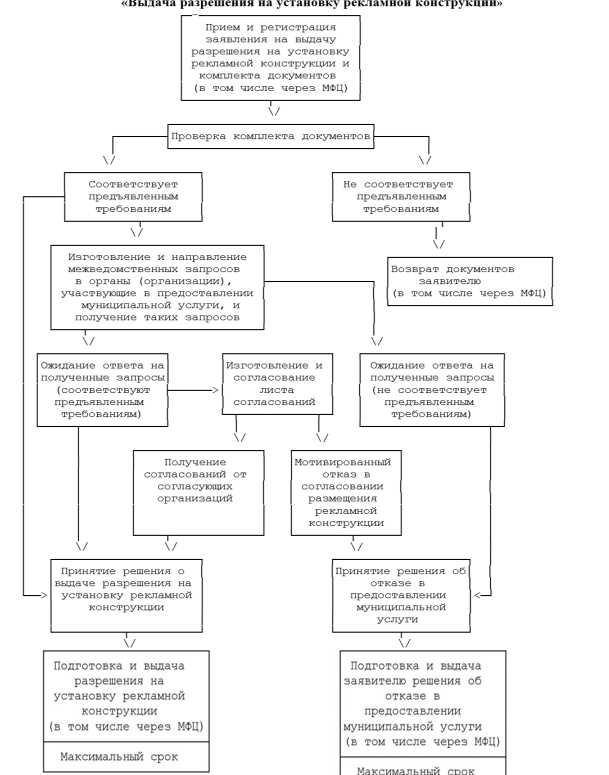 «Выдача разрешения на установку рекламной конструкции»
Прием и регистрация
заявления на выдачу
разрешения на установку
рекламной конструкции и
комплекта документов
(в том числе через МФЦ)
Проверка комплекта документов
Соответствует
предъявленным
требованиям
Не соответствует
предъявленным
требованиям
Изготовление и направление
межведомственных запросов
в органы (организации),
участвующие в предоставлении
муниципальной услуги, и
получение таких запросов
Возврат документов
заявителю
(в том числе через МФЦ)
Ожидание ответа на
полученные запросы
(соответствуют
предъявленным
требованиям)
Изготовление и
согласование
листа
согласований
Ожидание ответа на
полученные запросы
(не соответствует
предъявленным
требованиям)
Получение
согласований от
согласующих
организаций
Мотивированный
отказ в
согласовании
размещения
рекламной
конструкции
Принятие решения о
выдаче разрешения на
установку рекламной
конструкции
Принятие решения об
отказе в
предоставлении
муниципальной
услуги
Подготовка и выдача
разрешения на
установку рекламной
конструкции
(в том числе через МФЦ)
Максимальный срок
Подготовка и выдача
заявителю решения об
отказе в
предоставлении
муниципальной услуги
(в том числе через МФЦ)
Максимальный срок